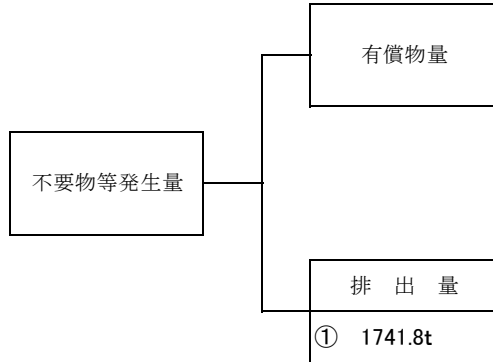 有償物量
不要物等発生量
排 出 量
① 1741.8t